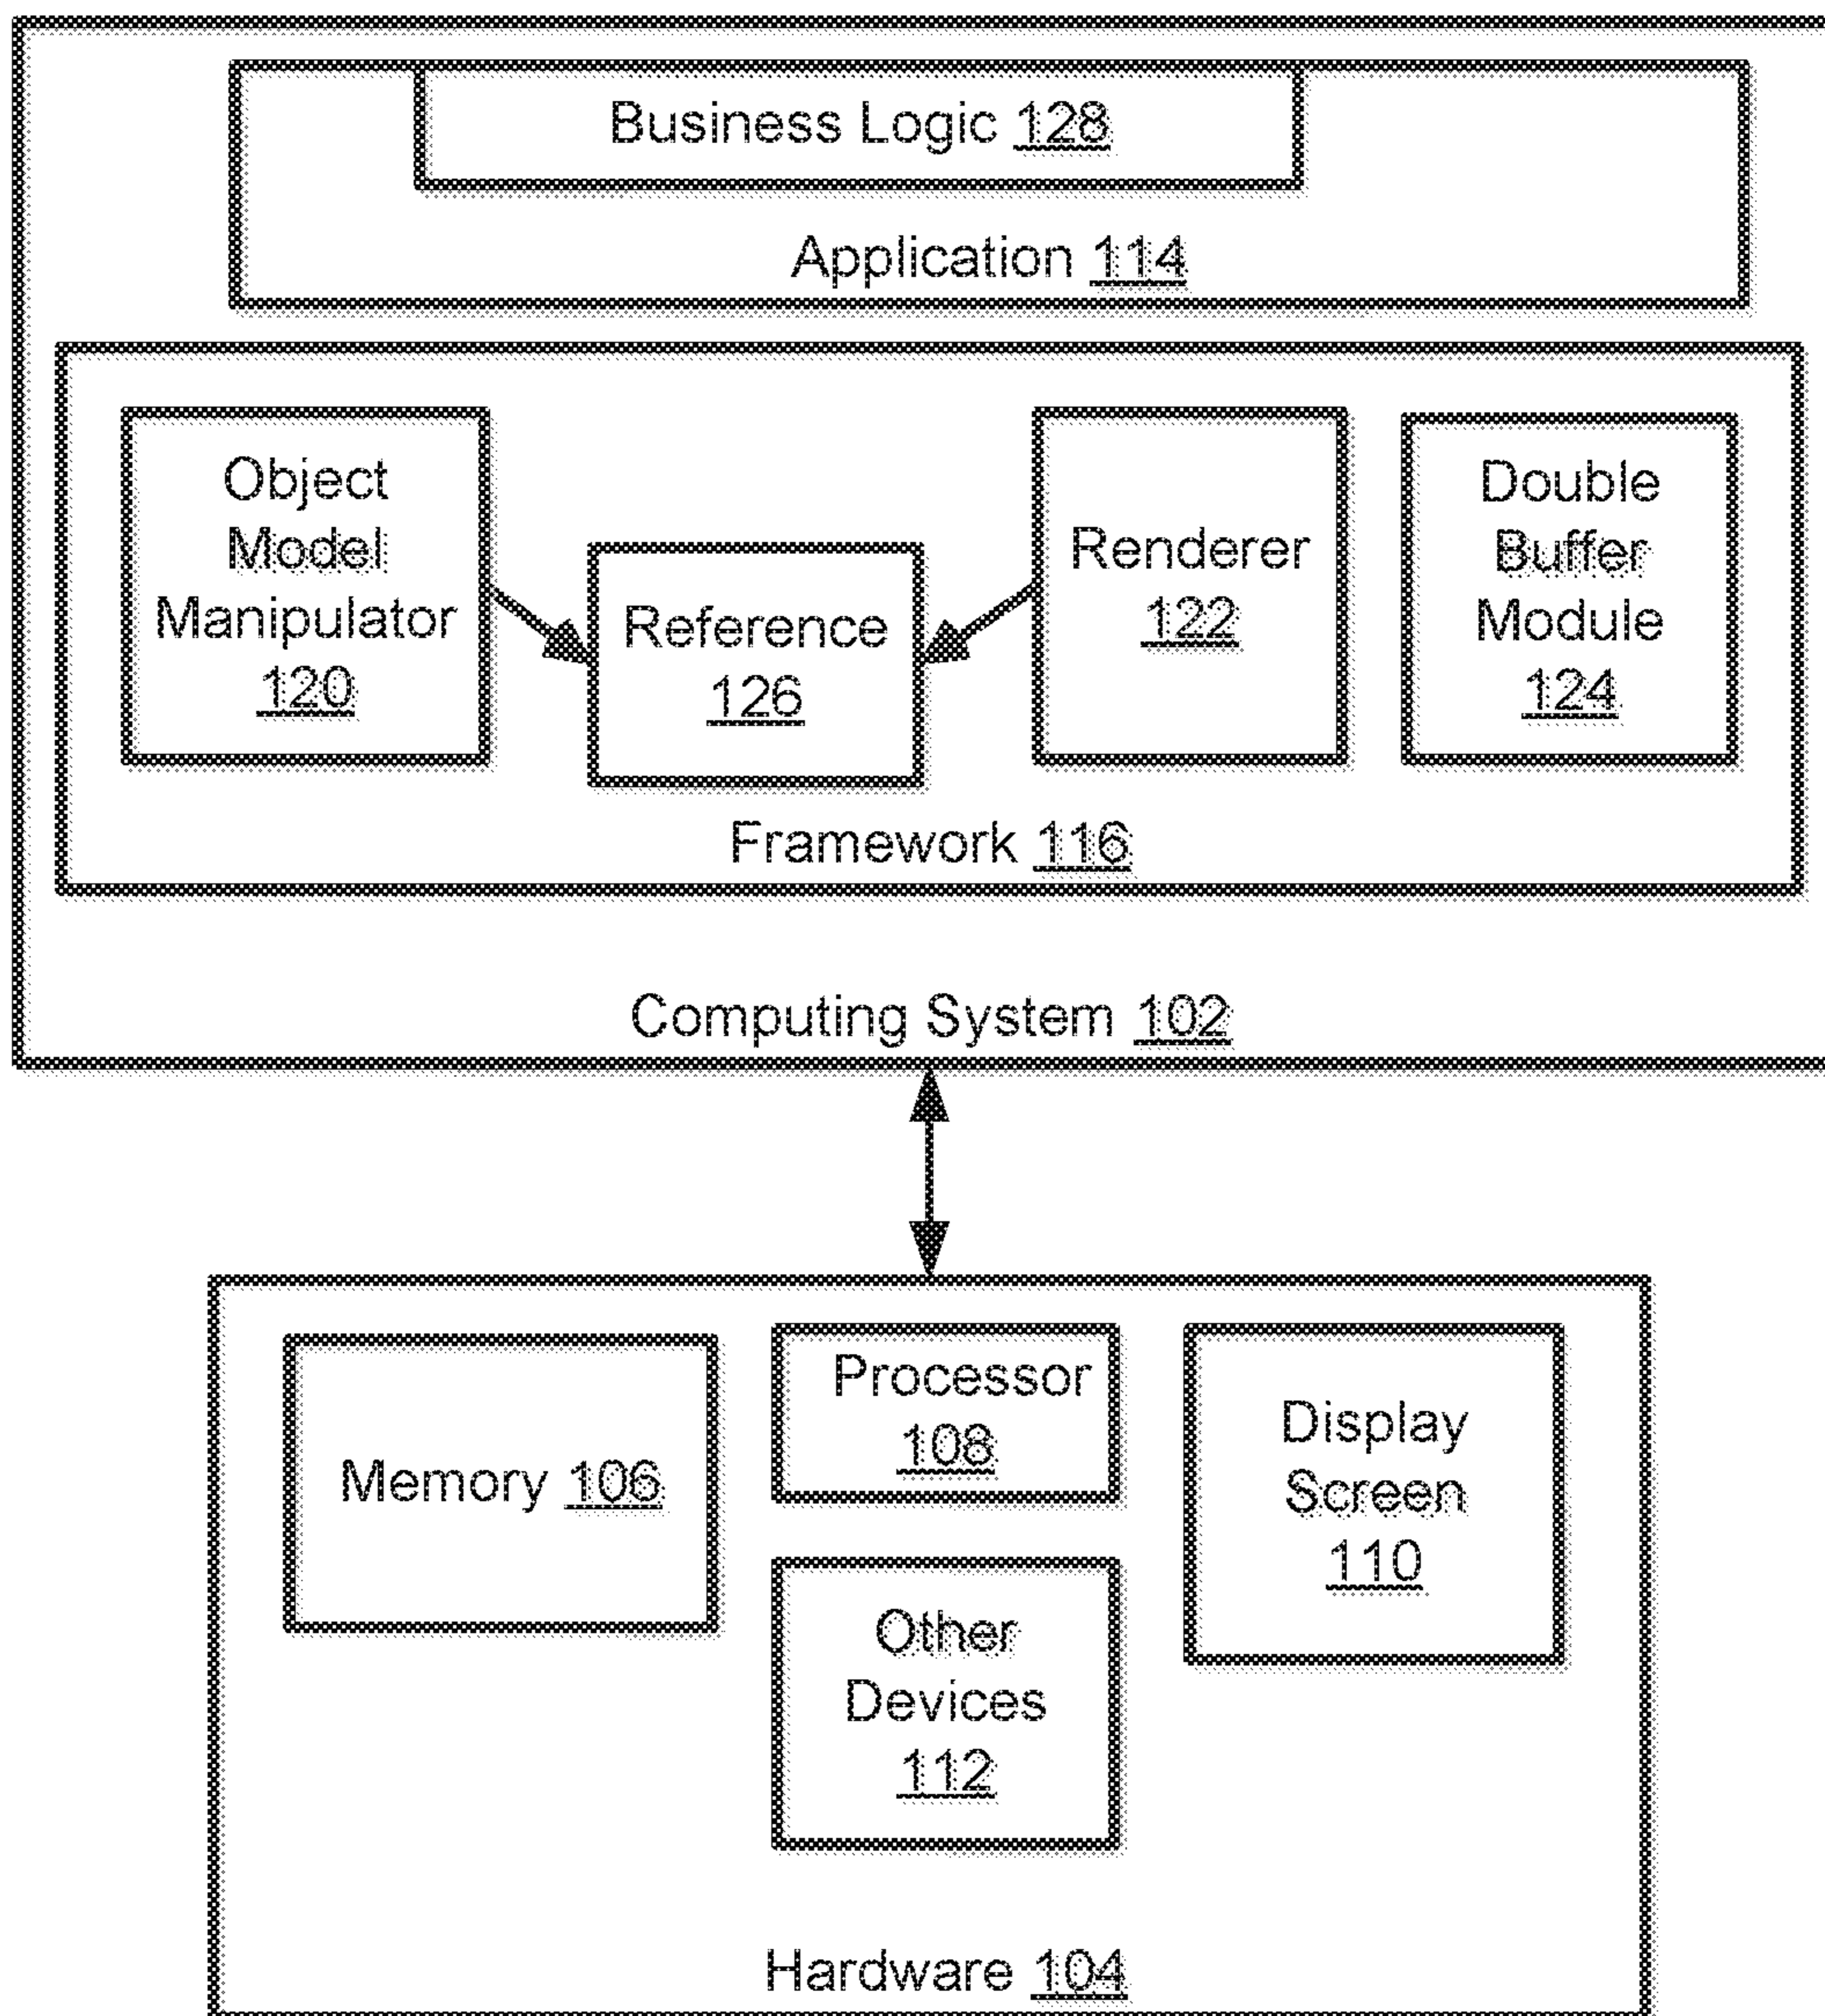 Business Logic 128
Application 114
Object
Model
Manipulator
120
Reference
126
Renderer
122
Double
Buffer
Module
124
Framework 116
Computing System 102
Memory 106
Processor
108
Display
Screen
110
Other
Devices
112
Hardware 104